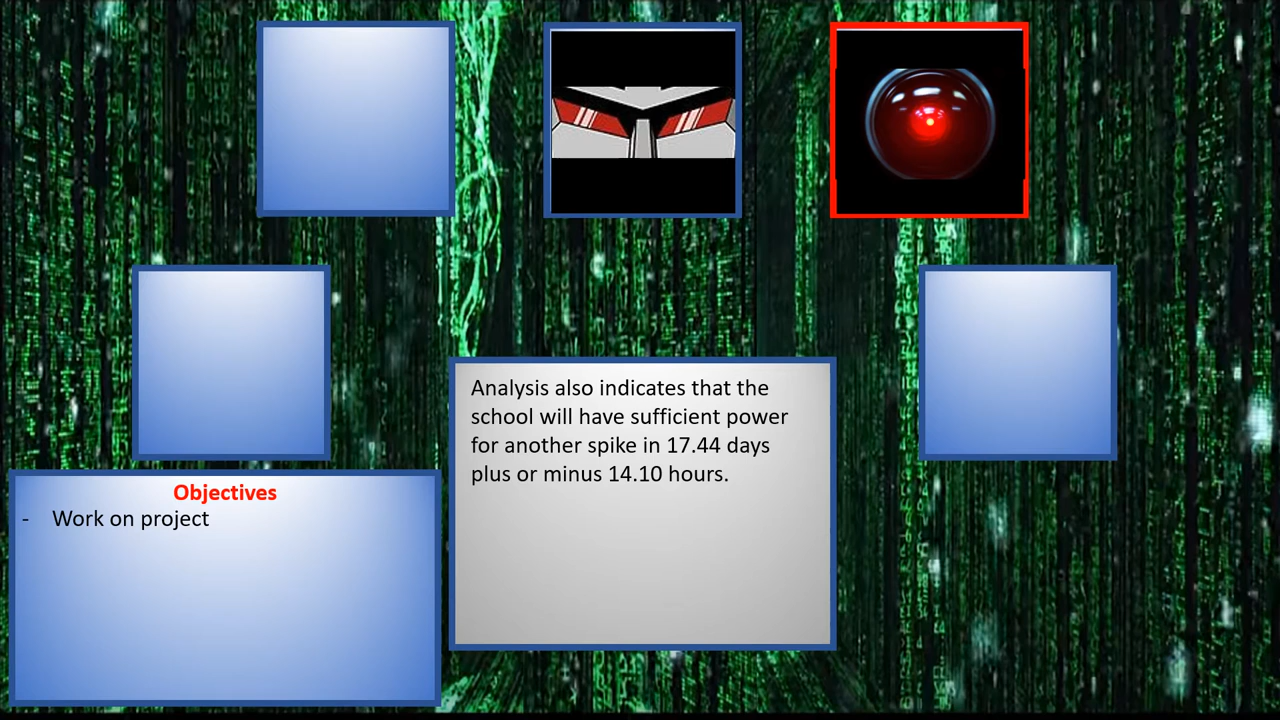 Analysis also indicates that the
school will have sufficient power
for another spike in 17.44 days
plus or minus 14.10 hours.
Objectives
- Work on project